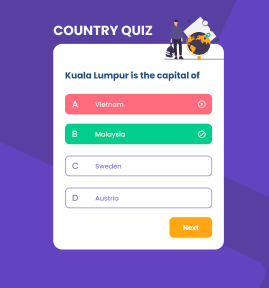 COUNTRY QUIZ
Kuala Lumpur is the capital of
A Vietnam
B Malaysia
C Sweden
D Austria
Next